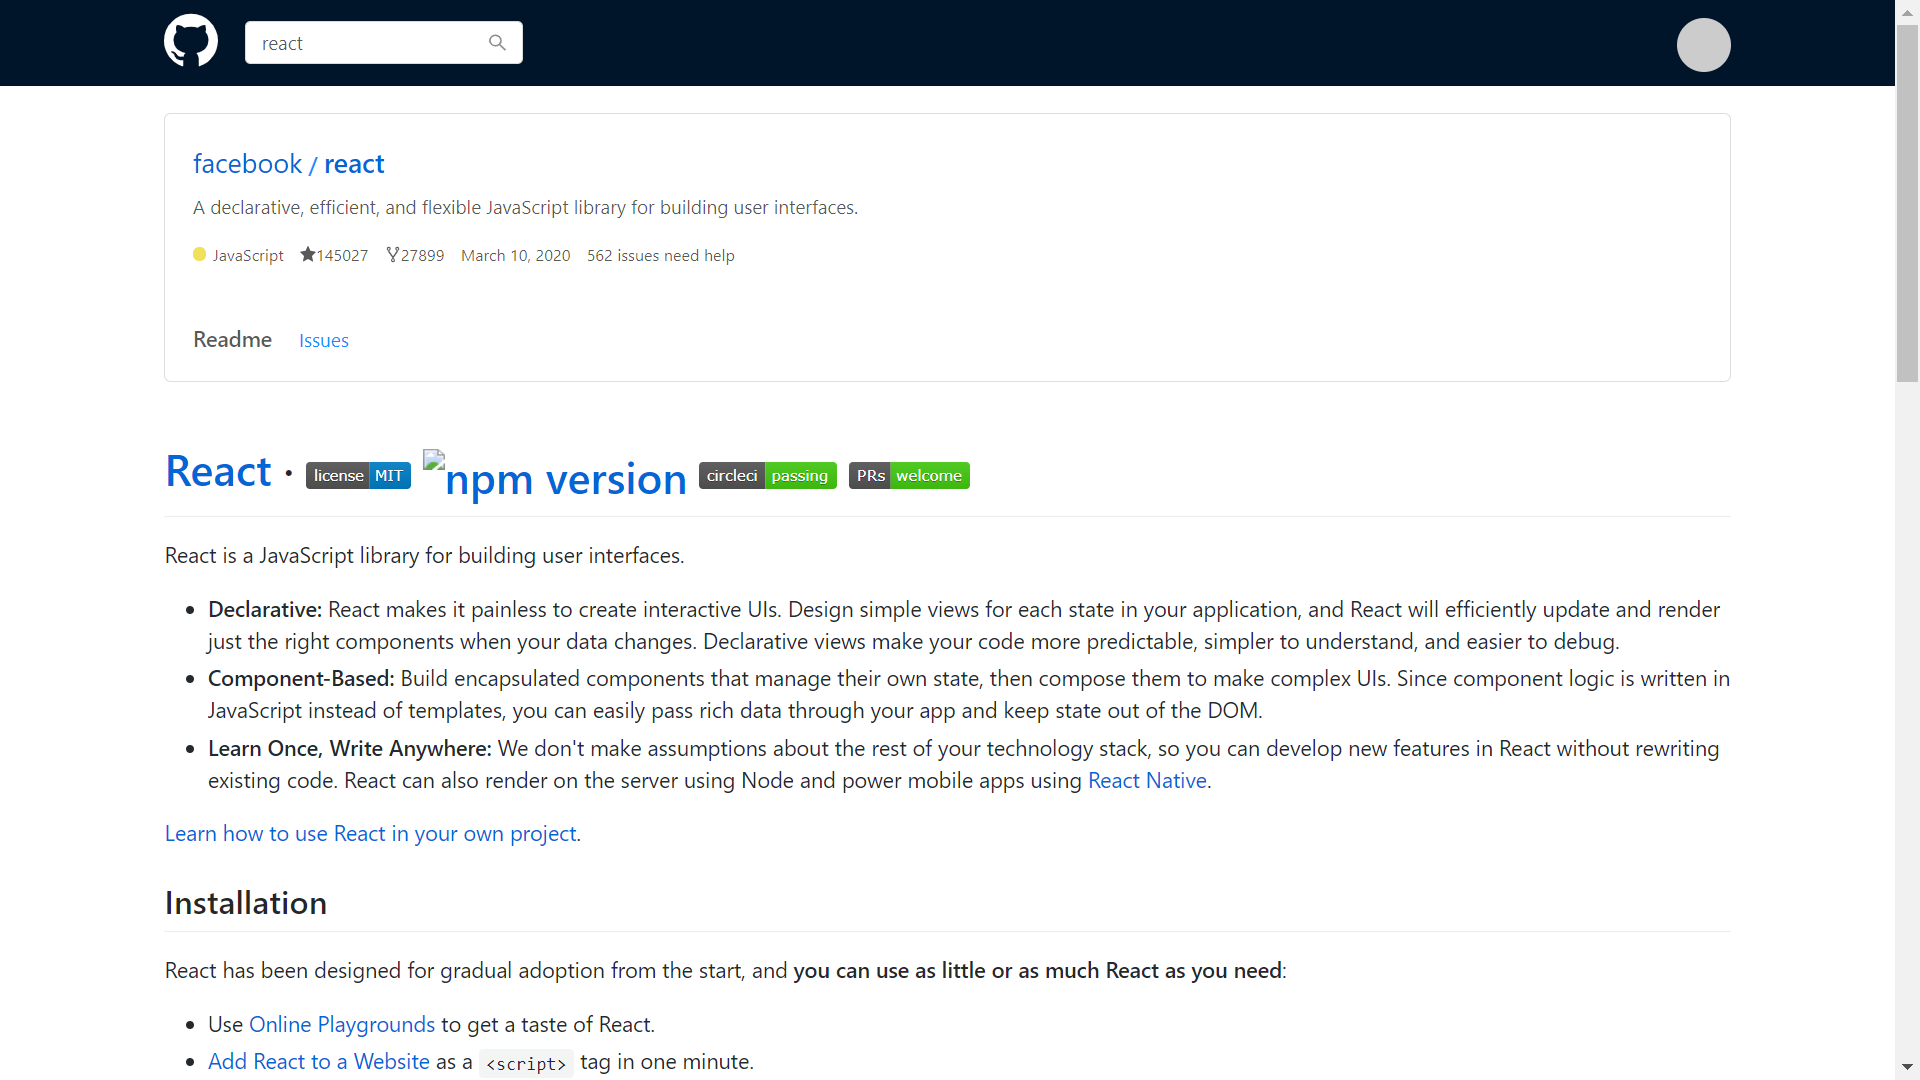 react
facebook / react
A declarative, efficient, and flexible JavaScript library for building user interfaces.
JavaScript 145027 27899 March 10, 2020 562 issues need help
Readme Issues
React · license MIT npm version circleci passing PRs welcome
React is a JavaScript library for building user interfaces.
• Declarative: React makes it painless to create interactive UIs. Design simple views for each state in your application, and React will efficiently update and render
just the right components when your data changes. Declarative views make your code more predictable, simpler to understand, and easier to debug.
• Component-Based: Build encapsulated components that manage their own state, then compose them to make complex UIs. Since component logic is written in
JavaScript instead of templates, you can easily pass rich data through your app and keep state out of the DOM.
• Learn Once, Write Anywhere: We don't make assumptions about the rest of your technology stack, so you can develop new features in React without rewriting
existing code. React can also render on the server using Node and power mobile apps using React Native.
Learn how to use React in your own project.
Installation
React has been designed for gradual adoption from the start, and you can use as little or as much React as you need:
• Use Online Playgrounds to get a taste of React.
• Add React to a Website as a <script> tag in one minute.